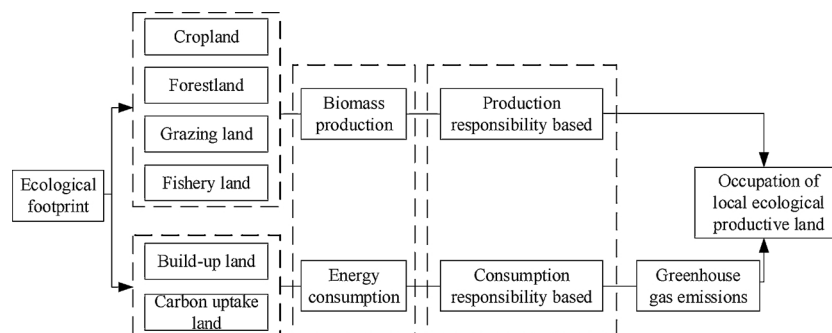 Ecological
footprint
Cropland
Forestland
Grazing land
Fishery land
Build-up land
Carbon uptake
land
Biomass
production
Energy
consumption
Production
responsibility based
Consumption
responsibility based
Greenhouse
gas emissions
Occupation of
local ecological
productive land